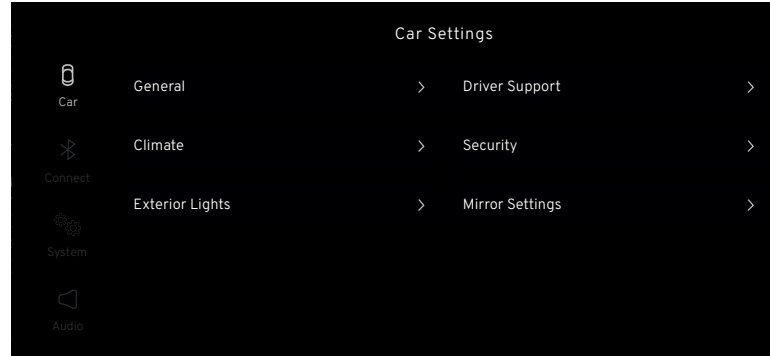 Car Settings
Car
General
Driver Support
Climate
Security
Connect
Exterior Lights
Mirror Settings
System
Audio